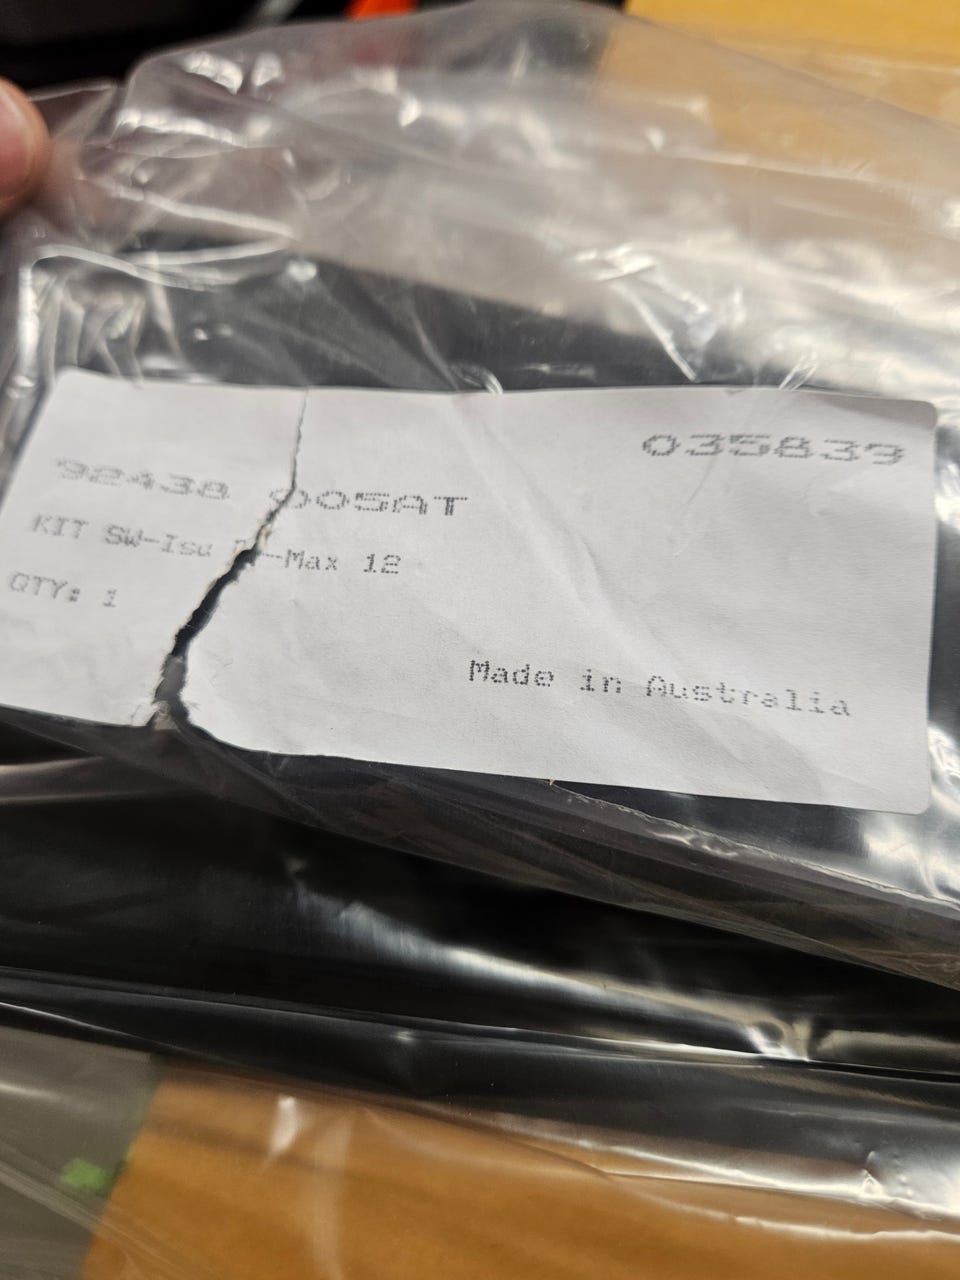 035839
92438 005AT
KIT SW-Isu -Max 12
QTY: 1
Made in Australia